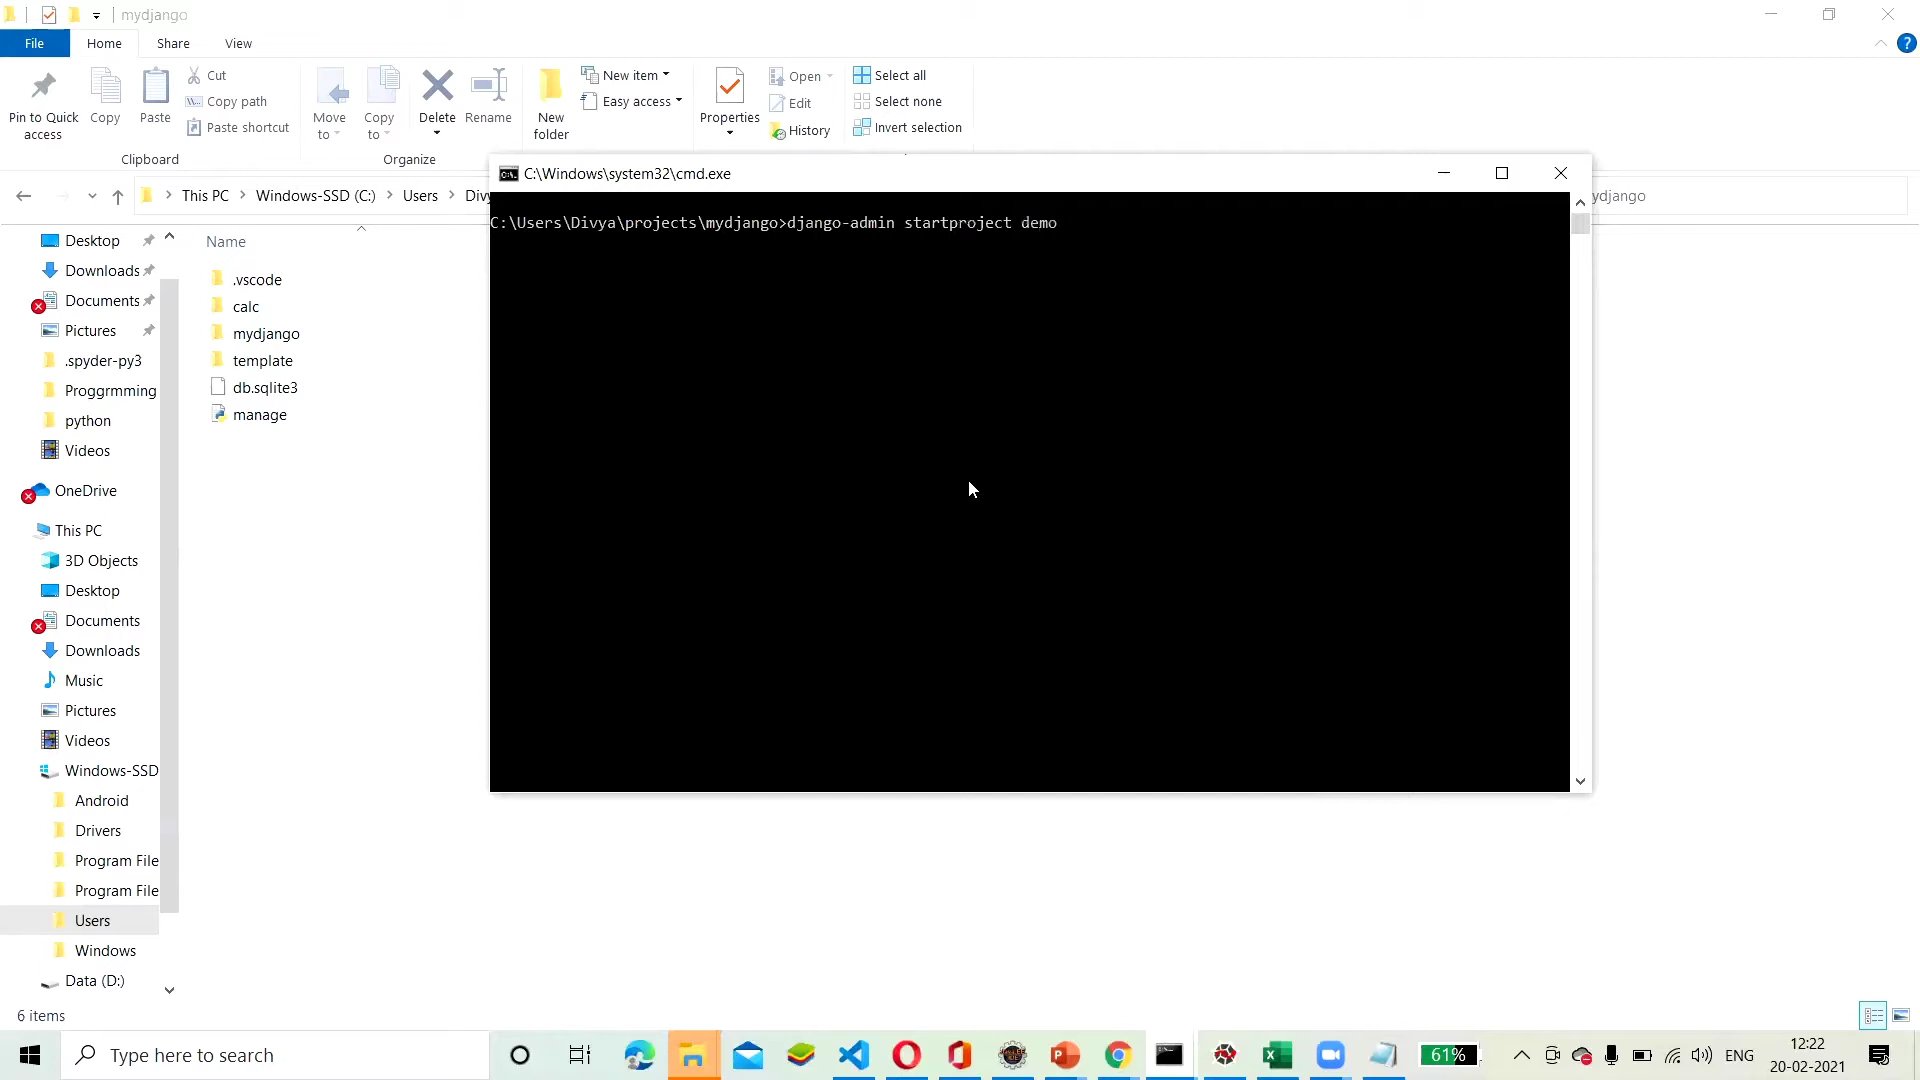 mydjango
File Home Share View
Pin to Quick access
Copy
Paste
Cut
Copy path
Paste shortcut
Clipboard
Move to
Copy to
Delete
Rename
Organize
New folder
New item
Easy access
Properties
Open
Edit
History
Select all
Select none
Invert selection
This PC > Windows-SSD (C:) > Users >
ydjango
C:\Windows\system32\cmd.exe
C:\Users\Divya\projects\mydjango>django-admin startproject demo
Name
.vscode
calc
mydjango
template
db.sqlite3
manage
Desktop
Downloads
Documents
Pictures
.spyder-py3
Proggrmming
python
Videos
OneDrive
This PC
3D Objects
Desktop
Documents
Downloads
Music
Pictures
Videos
Windows-SSD
Android
Drivers
Program File
Program File
Users
Windows
Data (D:)
6 items
Type here to search
61%
ENG
12:22
20-02-2021